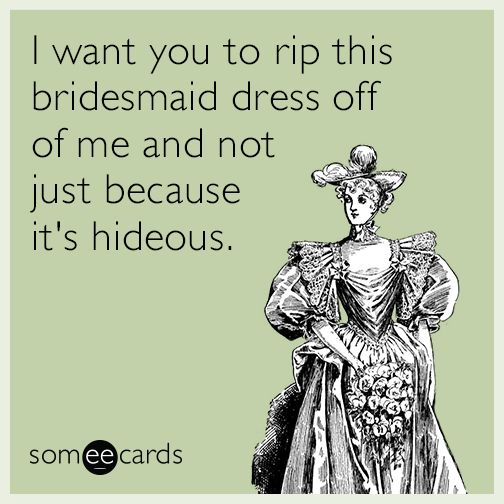 I want you to rip this
bridesmaid dress off
of me and not
just because
it's hideous.
someecards